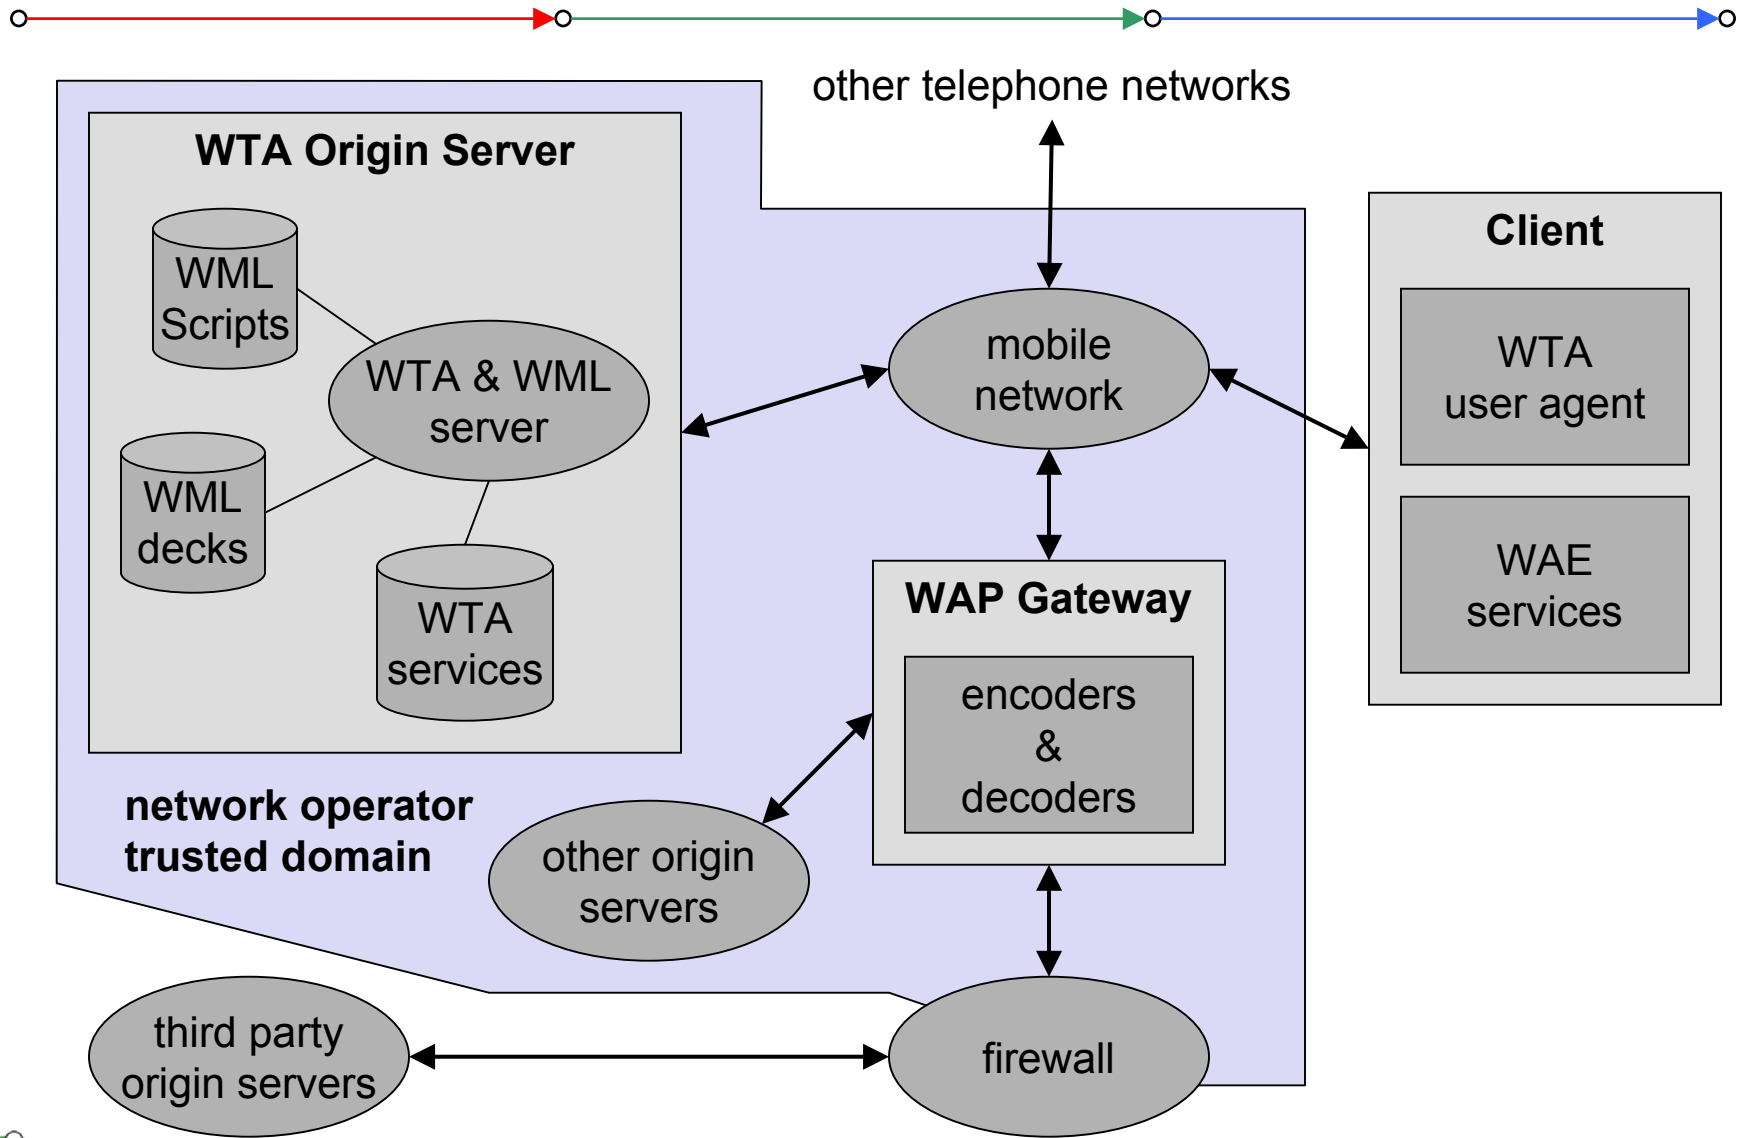 other telephone networks
WTA Origin Server
WML
Scripts
WTA & WML
server
WML
decks
WTA
services
mobile
network
Client
WTA
user agent
WAE
services
WAP Gateway
encoders
&
decoders
network operator
trusted domain
other origin
servers
third party
origin servers
firewall